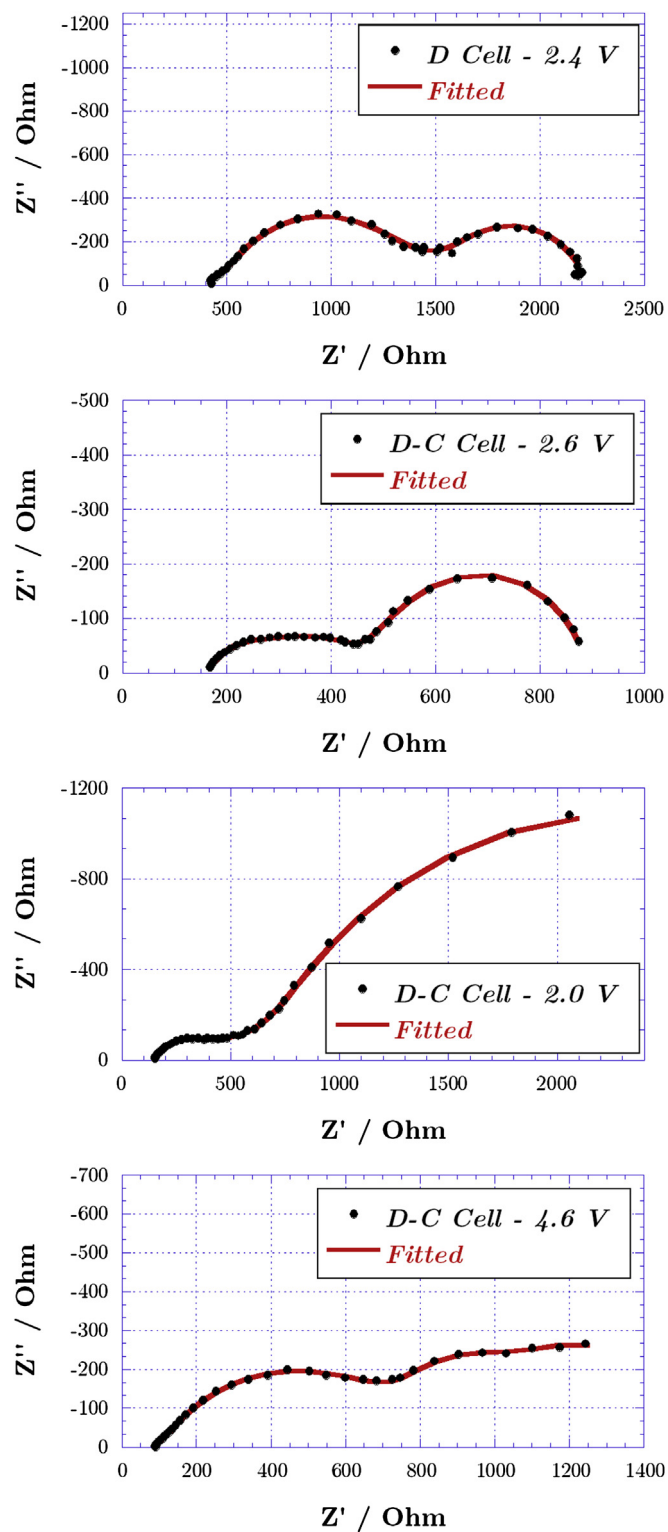 -1200
-1000
-800
-600
-400
-200
0
Z'' / Ohm
D Cell - 2.4 V
Fitted
0 500 1000 1500 2000 2500
Z' / Ohm
-500
-400
-300
-200
-100
0
Z'' / Ohm
D-C Cell - 2.6 V
Fitted
0 200 400 600 800 1000
Z' / Ohm
-1200
-800
-400
0
Z'' / Ohm
D-C Cell - 2.0 V
Fitted
0 500 1000 1500 2000
Z' / Ohm
-700
-600
-500
-400
-300
-200
-100
0
Z'' / Ohm
D-C Cell - 4.6 V
Fitted
0 200 400 600 800 1000 1200 1400
Z' / Ohm